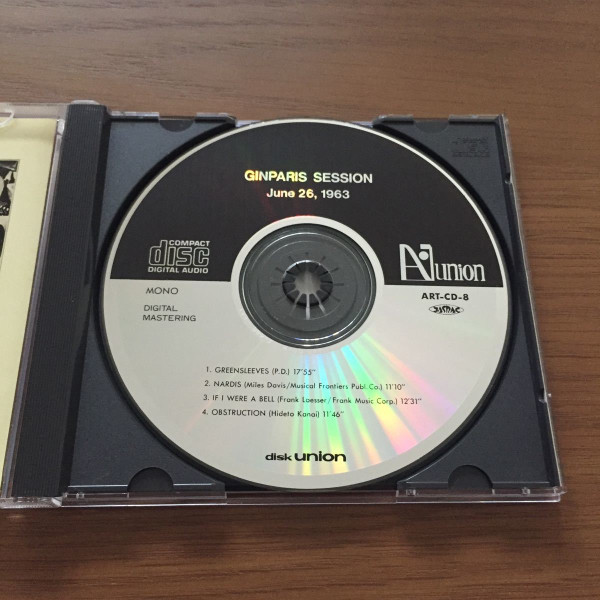 GINPARIS SESSION
June 26, 1963
COMPACT
disc
DIGITAL AUDIO
MONO
DIGITAL
MASTERING
union
ART-CD-8
1. GREENSLEEVES (P.D.) 17'55"
2. NARDIS (Miles Davis/Musical Frontiers Publ. Co.) 11'10"
3. IF I WERE A BELL (Frank Loesser/Frank Music Corp.) 12'31"
4. OBSTRUCTION (Hideto Kanai) 11'46"
disk union